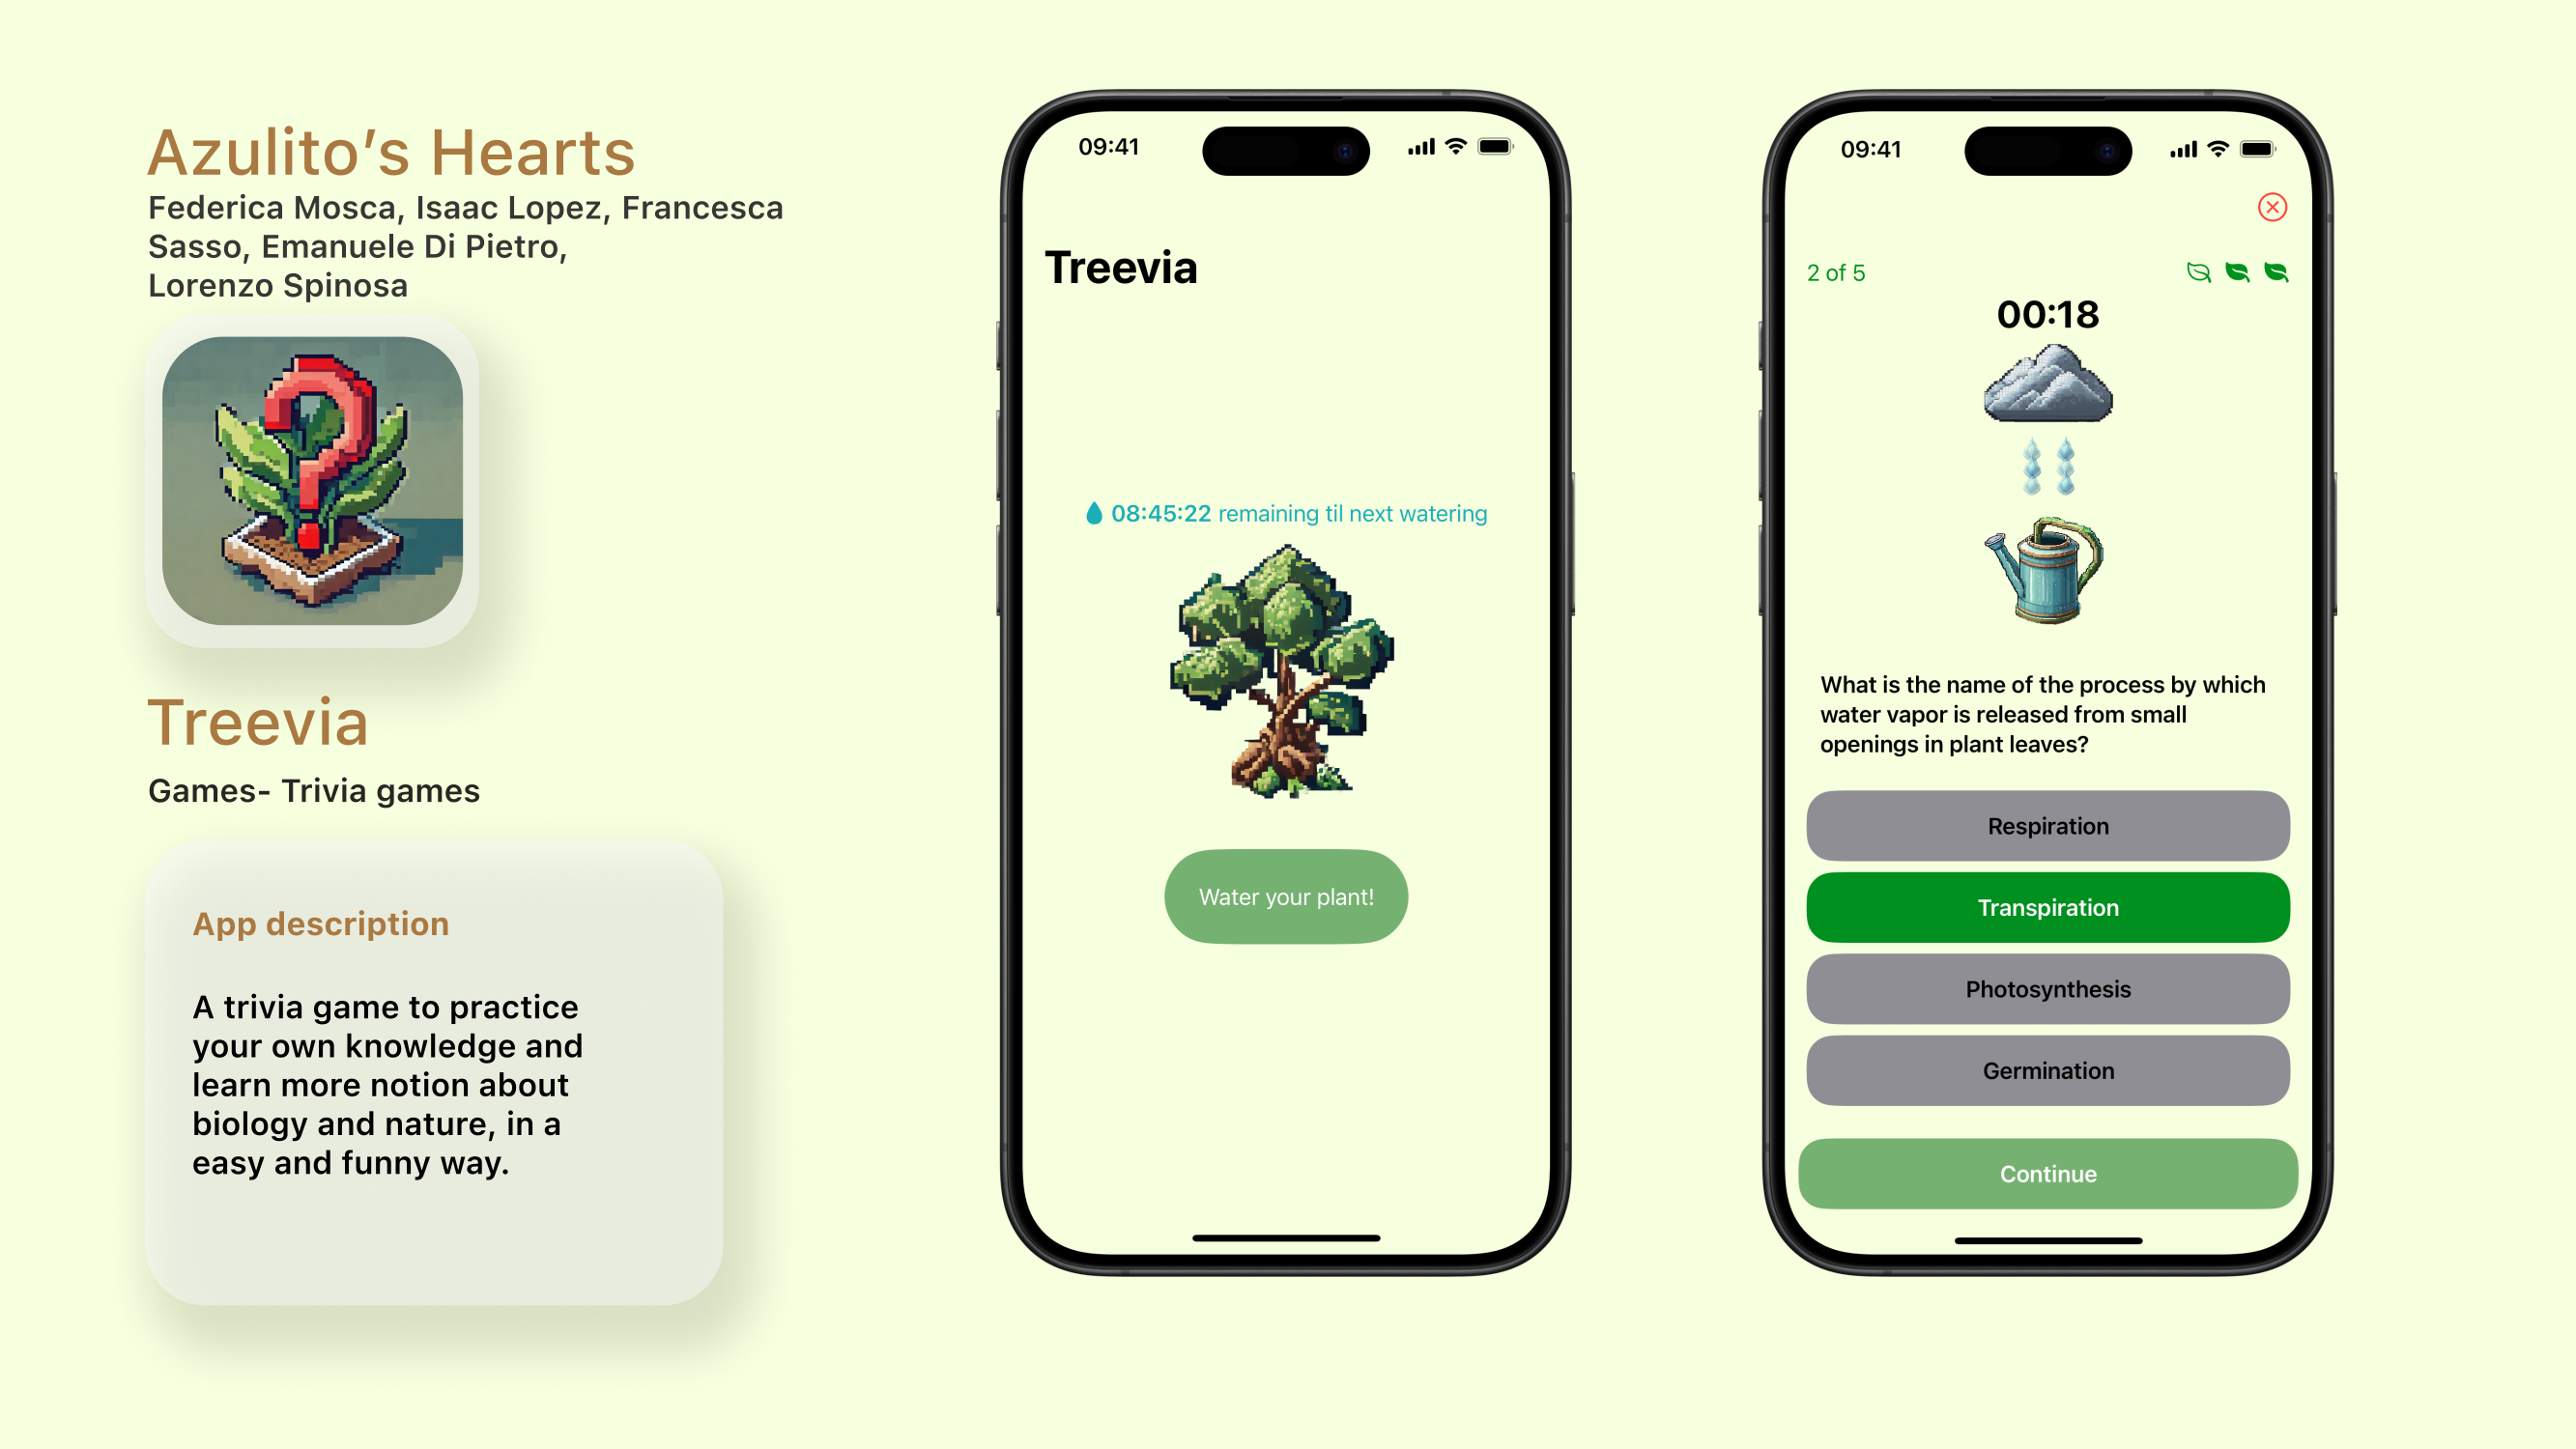 Azulito’s Hearts
Federica Mosca, Isaac Lopez, Francesca
Sasso, Emanuele Di Pietro,
Lorenzo Spinosa
Treevia
Games- Trivia games
App description
A trivia game to practice
your own knowledge and
learn more notion about
biology and nature, in a
easy and funny way.
09:41
Treevia
08:45:22 remaining til next watering
Water your plant!
09:41
2 of 5
00:18
What is the name of the process by which
water vapor is released from small
openings in plant leaves?
Respiration
Transpiration
Photosynthesis
Germination
Continue